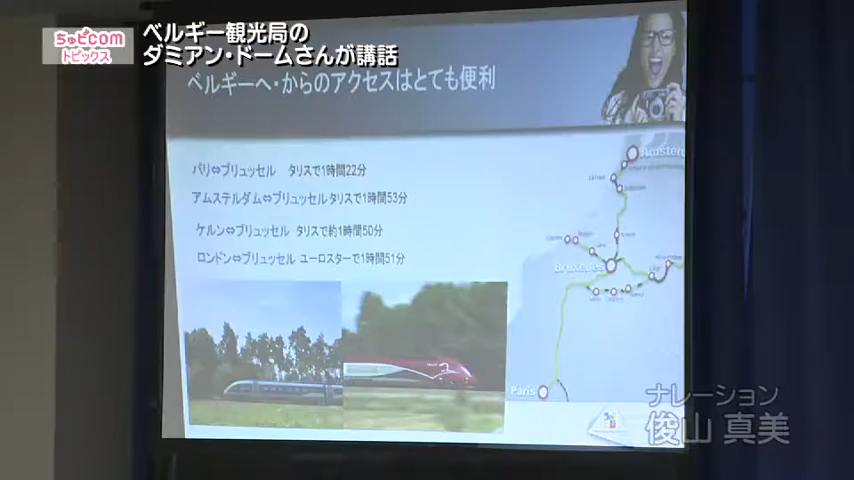 ちゅピcom
トピックス
ベルギー観光局の
ダミアン・ドームさんが講話
ベルギーへ・からのアクセスはとても便利
パリ⇔ブリュッセル タリスで1時間22分
アムステルダム⇔ブリュッセル タリスで1時間53分
ケルン⇔ブリュッセル タリスで約1時間50分
ロンドン⇔ブリュッセル ユーロスターで1時間51分
Paris
ナレーション
俊山 真美